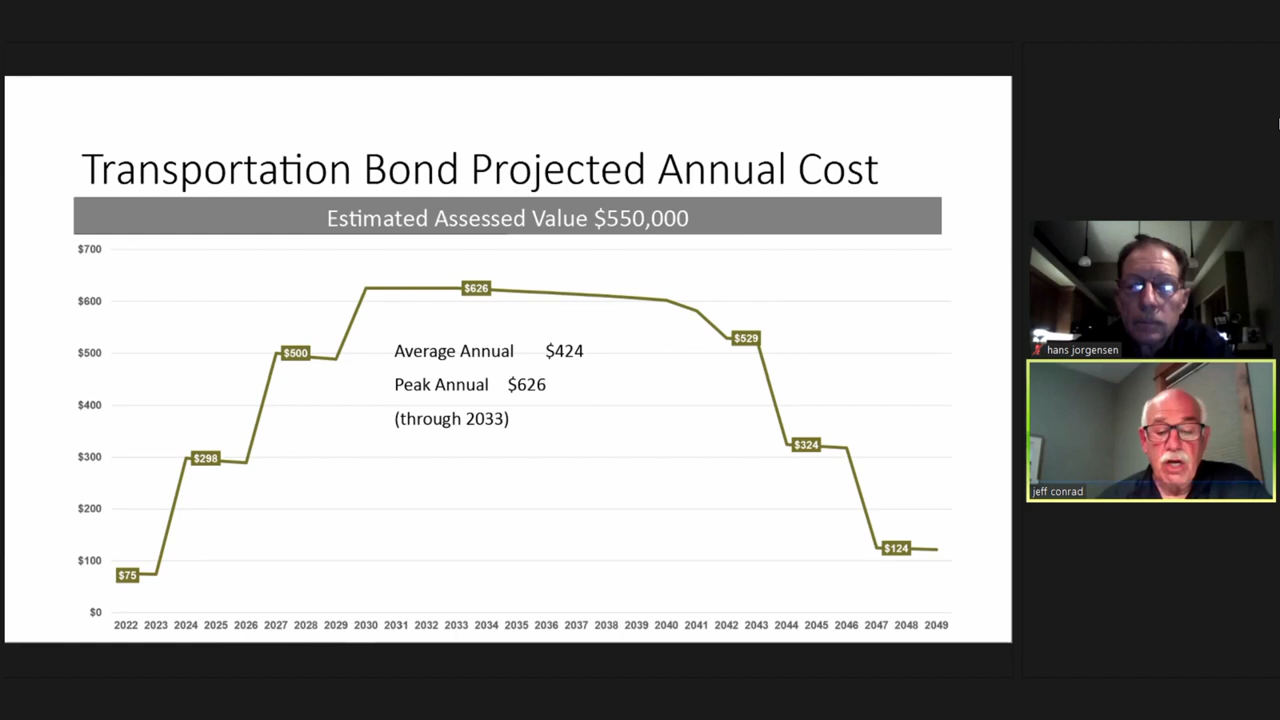 Transportation Bond Projected Annual Cost
Estimated Assessed Value $550,000
$700
$600
$500
$400
$300
$200
$100
$0
$75
$298
$500
$626
$529
$324
$124
Average Annual $424
Peak Annual $626
(through 2033)
2022 2023 2024 2025 2026 2027 2028 2029 2030 2031 2032 2033 2034 2035 2036 2037 2038 2039 2040 2041 2042 2043 2044 2045 2046 2047 2048 2049
hans jorgensen
jeff conrad